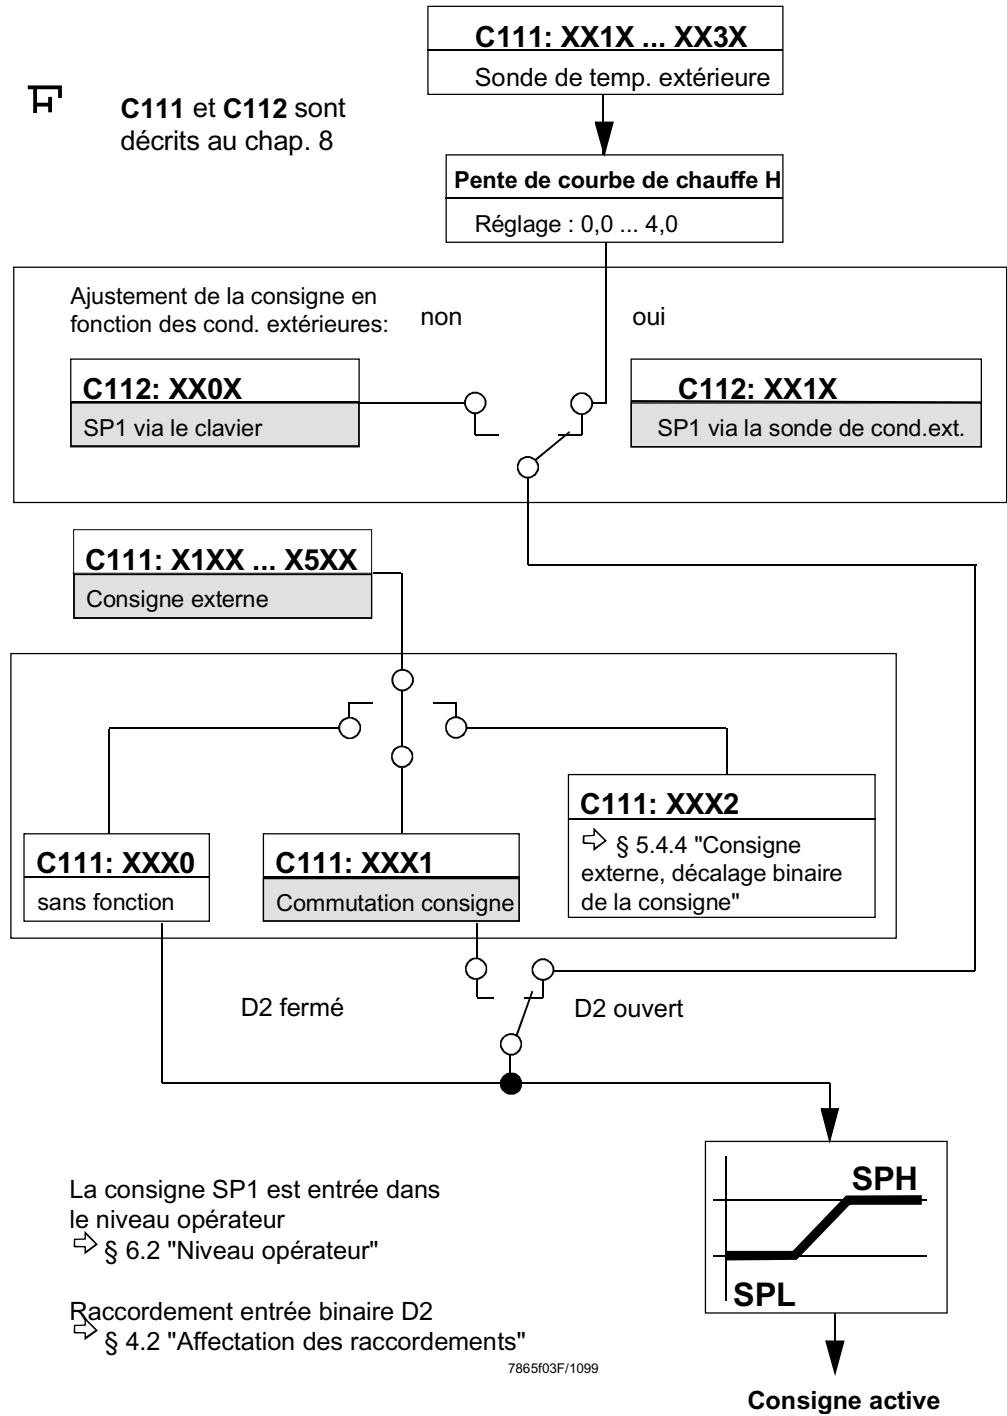 C111: XX1X ... XX3X
Sonde de temp. extérieure
C111 et C112 sont
décrits au chap. 8
Pente de courbe de chauffe H
Réglage : 0,0 ... 4,0
Ajustement de la consigne en
fonction des cond. extérieures:
non
oui
C112: XX0X
SP1 via le clavier
C112: XX1X
SP1 via la sonde de cond.ext.
C111: X1XX ... X5XX
Consigne externe
C111: XXX0
sans fonction
C111: XXX1
Commutation consigne
C111: XXX2
⇨ § 5.4.4 "Consigne
externe, décalage binaire
de la consigne"
D2 fermé
D2 ouvert
SPH
SPL
La consigne SP1 est entrée dans
le niveau opérateur
⇨ § 6.2 "Niveau opérateur"
Raccordement entrée binaire D2
⇨ § 4.2 "Affectation des raccordements"
7865f03F/1099
Consigne active